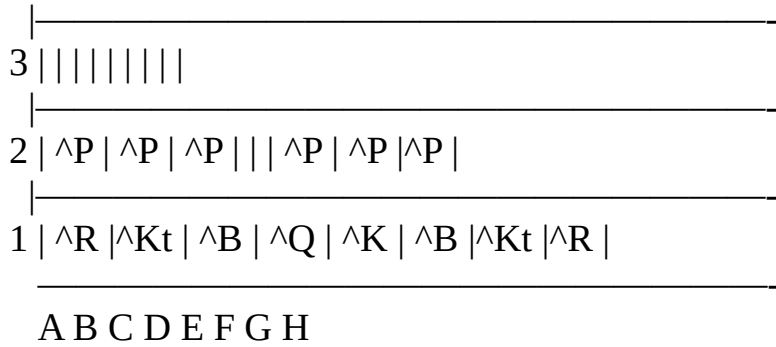 |—————————————————————-
3 | | | | | | | | |
|—————————————————————-
2 | ^P | ^P | ^P | | | ^P | ^P |^P |
|—————————————————————-
1 | ^R |^Kt | ^B | ^Q | ^K | ^B |^Kt |^R |
—————————————————————-
A B C D E F G H